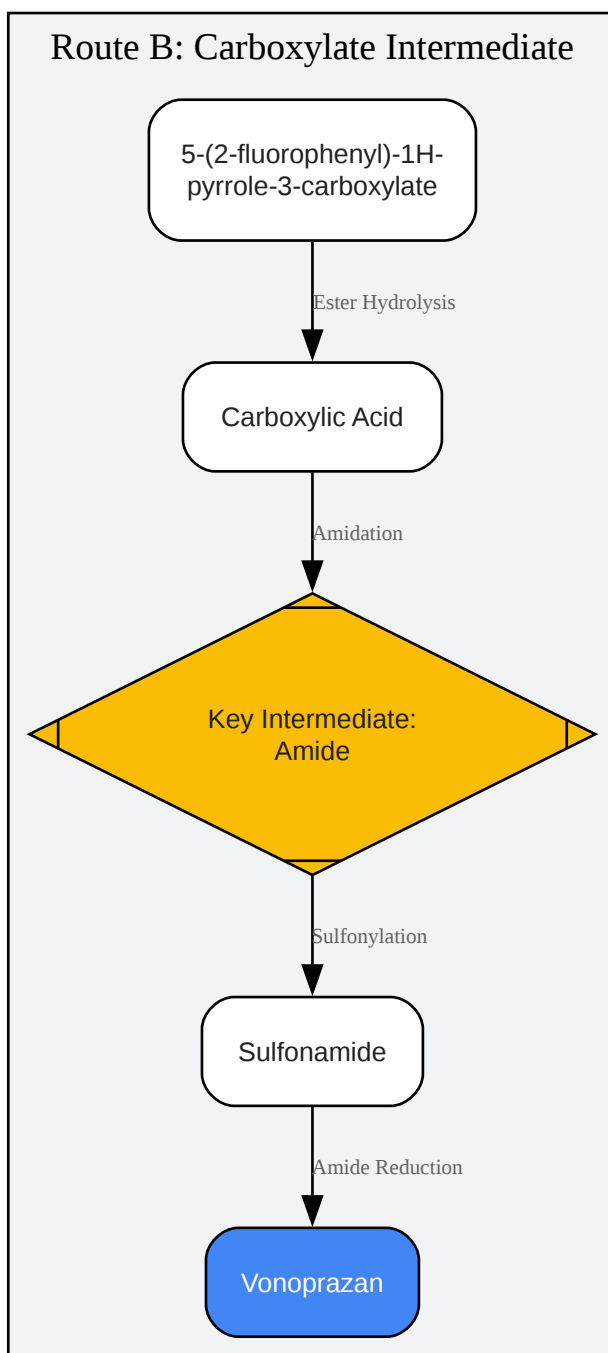 Route B: Carboxylate Intermediate
5-(2-fluorophenyl)-1H-
pyrrole-3-carboxylate
Ester Hydrolysis
Carboxylic Acid
Amidation
Key Intermediate:
Amide
Sulfonylation
Sulfonamide
Amide Reduction
Vonoprazan